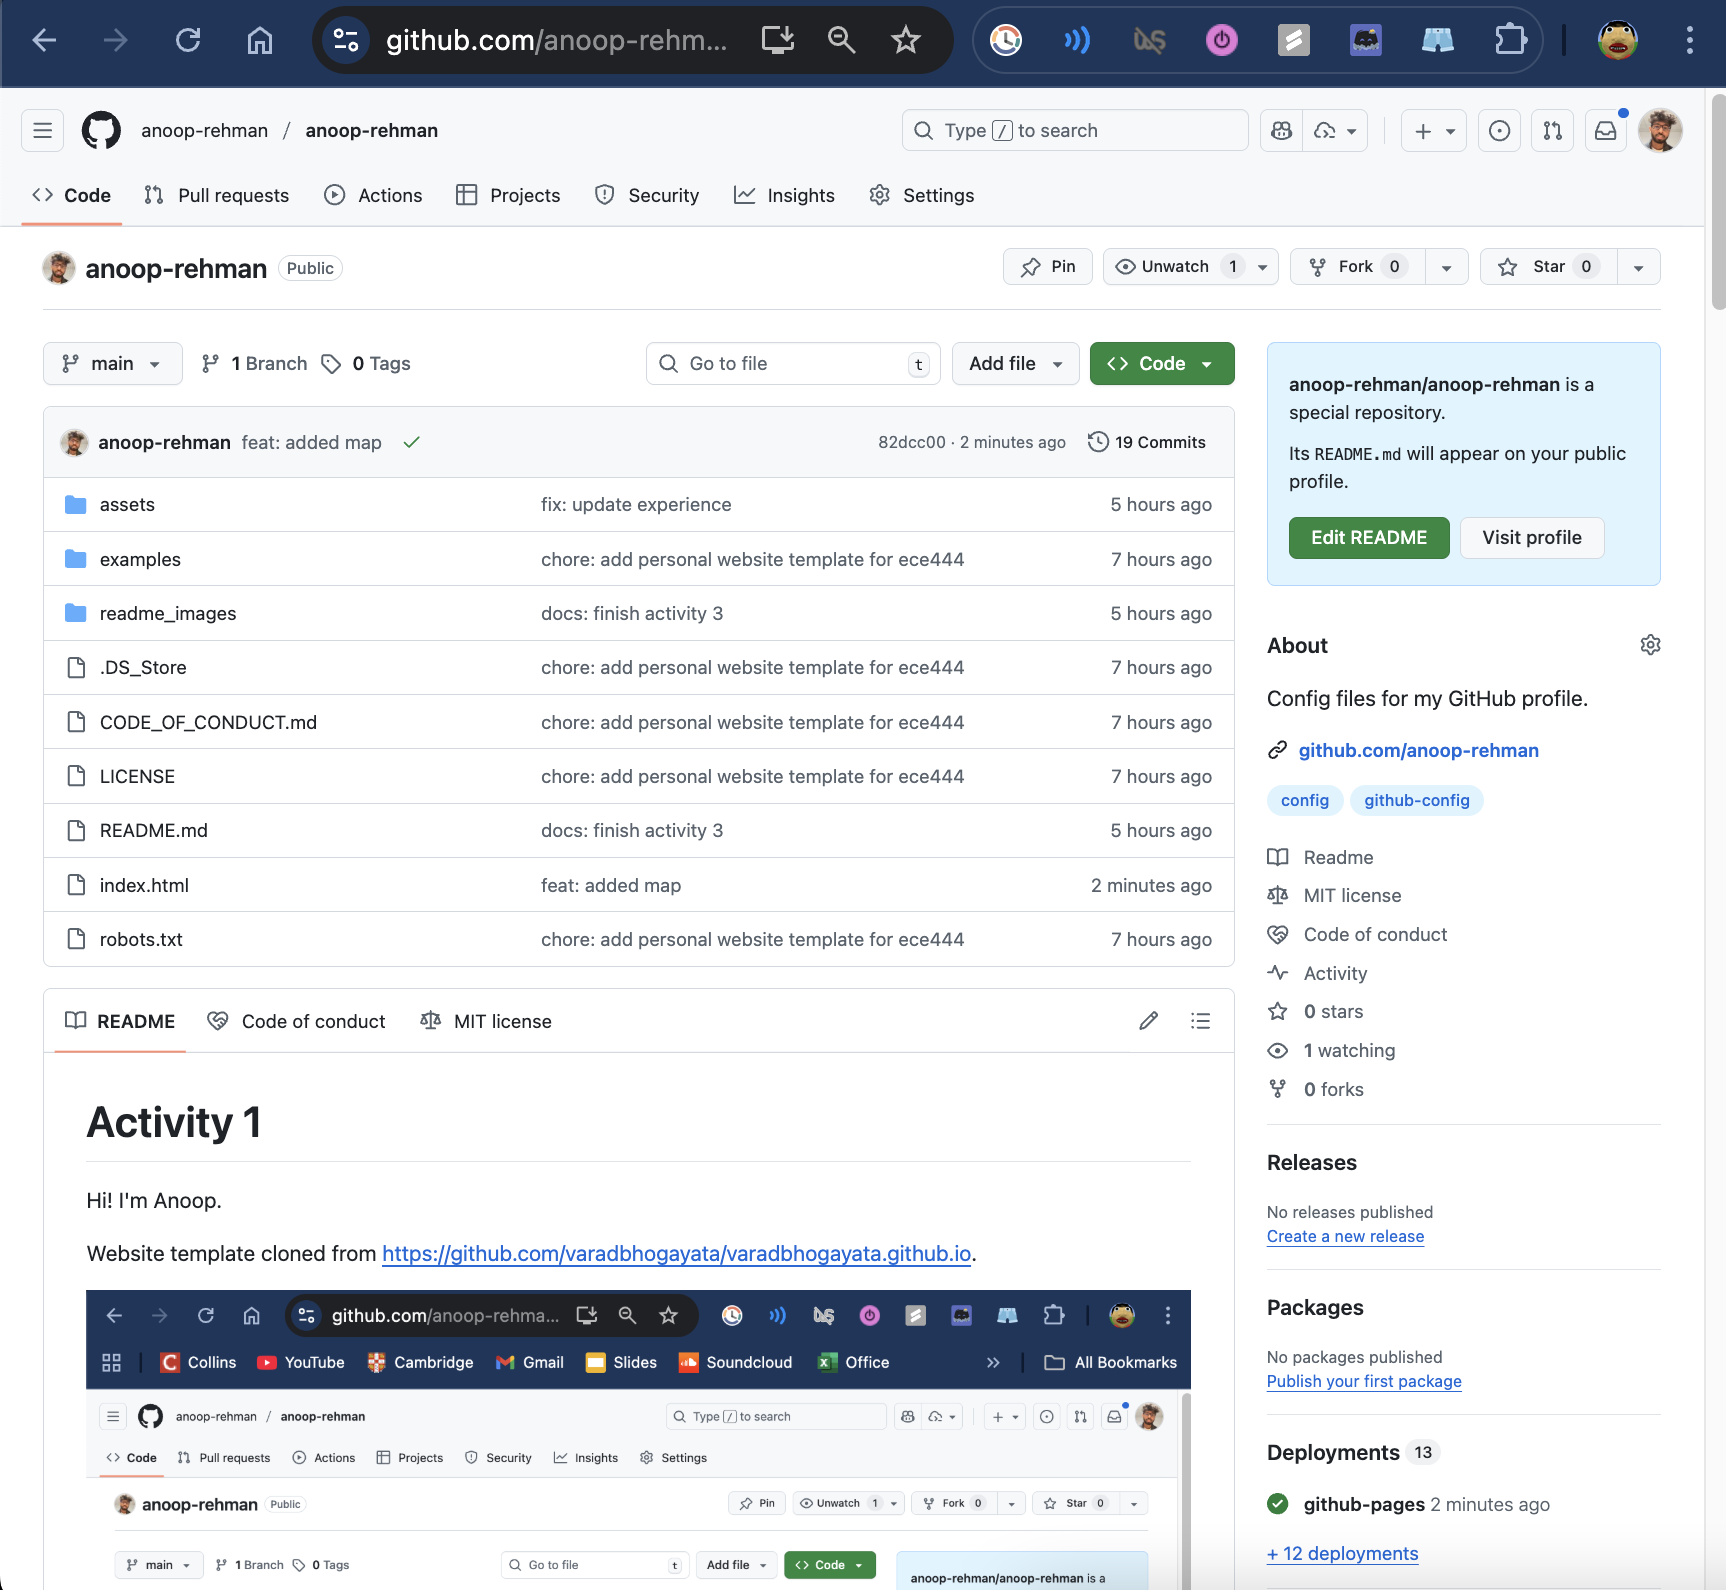 github.com/anoop-rehm...
anoop-rehman / anoop-rehman
Type / to search
Code Pull requests Actions Projects Security Insights Settings
anoop-rehman Public
Pin Unwatch 1 Fork 0 Star 0
main 1 Branch 0 Tags
Go to file t Add file Code
anoop-rehman feat: added map 82dcc00 · 2 minutes ago 19 Commits
assets fix: update experience 5 hours ago
examples chore: add personal website template for ece444 7 hours ago
readme_images docs: finish activity 3 5 hours ago
.DS_Store chore: add personal website template for ece444 7 hours ago
CODE_OF_CONDUCT.md chore: add personal website template for ece444 7 hours ago
LICENSE chore: add personal website template for ece444 7 hours ago
README.md docs: finish activity 3 5 hours ago
index.html feat: added map 2 minutes ago
robots.txt chore: add personal website template for ece444 7 hours ago
README Code of conduct MIT license
Activity 1
Hi! I'm Anoop.
Website template cloned from https://github.com/varadbhogayata/varadbhogayata.github.io.
github.com/anoop-rehma...
Collins YouTube Cambridge Gmail Slides Soundcloud Office » All Bookmarks
anoop-rehman / anoop-rehman Type / to search
Code Pull requests Actions Projects Security Insights Settings
anoop-rehman Public Pin Unwatch 1 Fork 0 Star 0
main 1 Branch 0 Tags Go to file t Add file Code
anoop-rehman/anoop-rehman is a
anoop-rehman/anoop-rehman is a
special repository.
Its README.md will appear on your public
profile.
Edit README Visit profile
About
Config files for my GitHub profile.
github.com/anoop-rehman
config github-config
Readme
MIT license
Code of conduct
Activity
0 stars
1 watching
0 forks
Releases
No releases published
Create a new release
Packages
No packages published
Publish your first package
Deployments 13
github-pages 2 minutes ago
+ 12 deployments